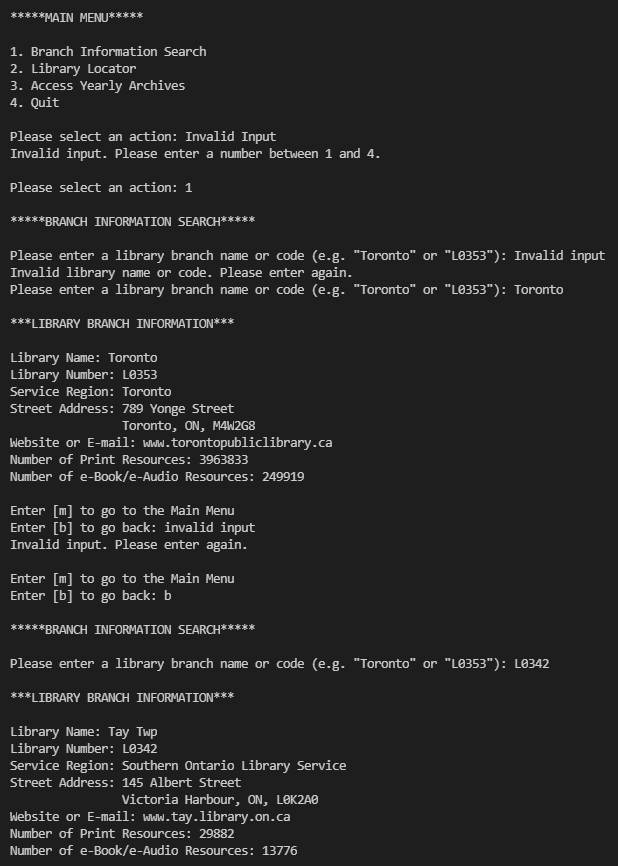 *****MAIN MENU*****
1. Branch Information Search
2. Library Locator
3. Access Yearly Archives
4. Quit
Please select an action: Invalid Input
Invalid input. Please enter a number between 1 and 4.
Please select an action: 1
*****BRANCH INFORMATION SEARCH*****
Please enter a library branch name or code (e.g. "Toronto" or "L0353"): Invalid input
Invalid library name or code. Please enter again.
Please enter a library branch name or code (e.g. "Toronto" or "L0353"): Toronto
***LIBRARY BRANCH INFORMATION***
Library Name: Toronto
Library Number: L0353
Service Region: Toronto
Street Address: 789 Yonge Street
Toronto, ON, M4W2G8
Website or E-mail: www.torontopubliclibrary.ca
Number of Print Resources: 3963833
Number of e-Book/e-Audio Resources: 249919
Enter [m] to go to the Main Menu
Enter [b] to go back: invalid input
Invalid input. Please enter again.
Enter [m] to go to the Main Menu
Enter [b] to go back: b
*****BRANCH INFORMATION SEARCH*****
Please enter a library branch name or code (e.g. "Toronto" or "L0353"): L0342
***LIBRARY BRANCH INFORMATION***
Library Name: Tay Twp
Library Number: L0342
Service Region: Southern Ontario Library Service
Street Address: 145 Albert Street
Victoria Harbour, ON, L0K2A0
Website or E-mail: www.tay.library.on.ca
Number of Print Resources: 29882
Number of e-Book/e-Audio Resources: 13776